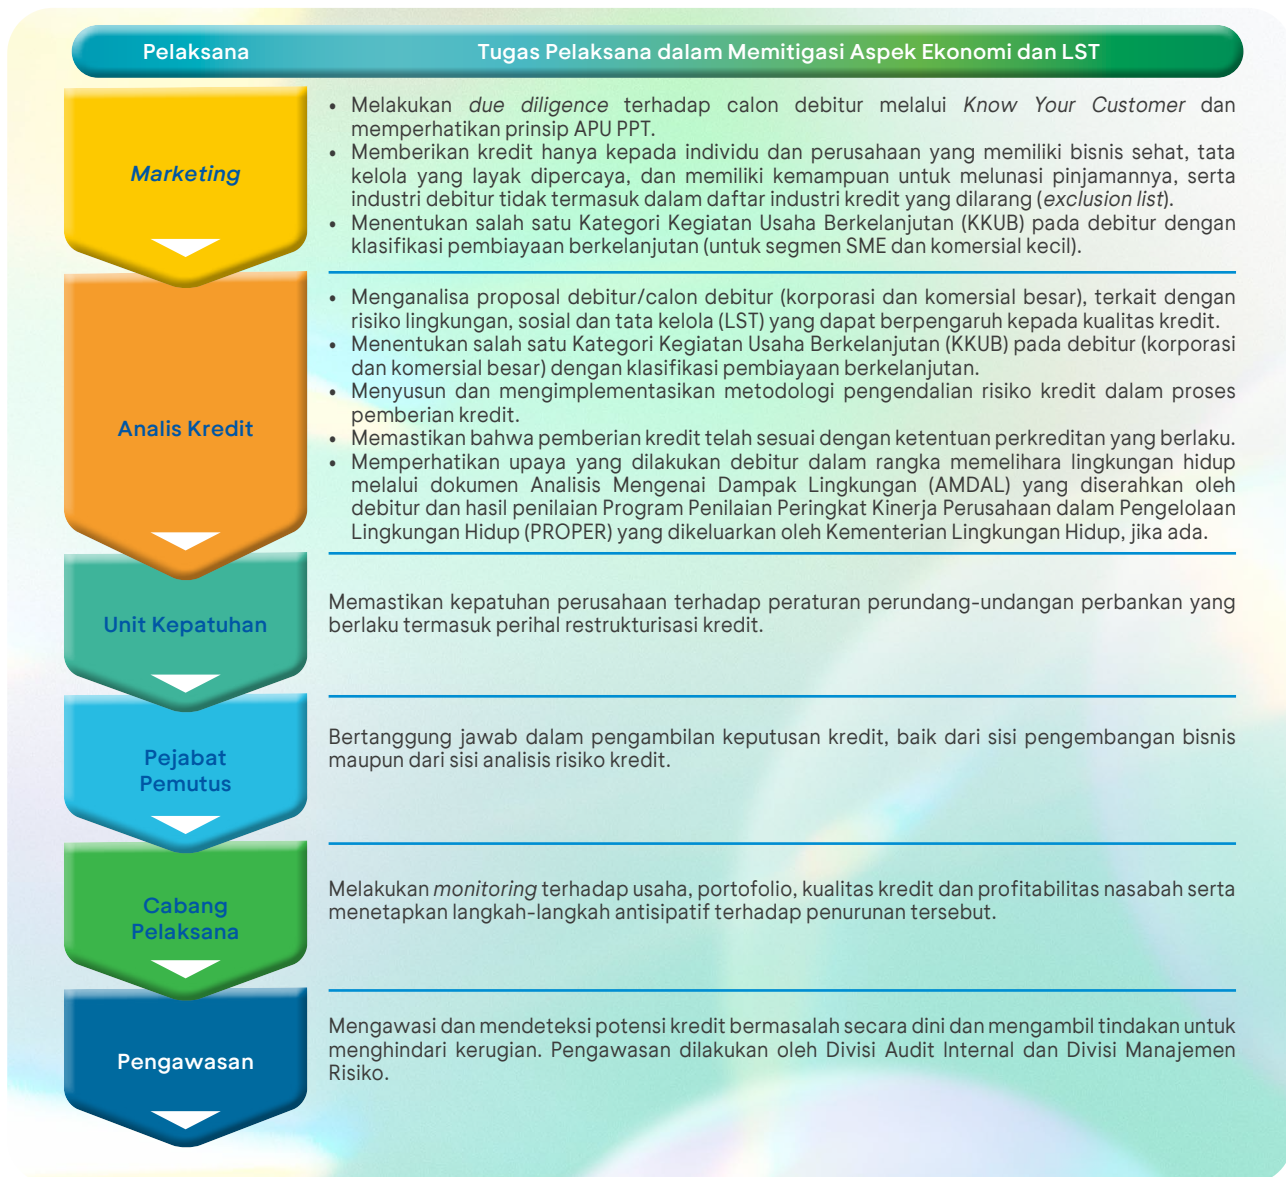 Pelaksana
Tugas Pelaksana dalam Memitigasi Aspek Ekonomi dan LST
Marketing
• Melakukan due diligence terhadap calon debitur melalui Know Your Customer dan
memperhatikan prinsip APU PPT.
• Memberikan kredit hanya kepada individu dan perusahaan yang memiliki bisnis sehat, tata
kelola yang layak dipercaya, dan memiliki kemampuan untuk melunasi pinjamannya, serta
industri debitur tidak termasuk dalam daftar industri kredit yang dilarang (exclusion list).
• Menentukan salah satu Kategori Kegiatan Usaha Berkelanjutan (KKUB) pada debitur dengan
klasifikasi pembiayaan berkelanjutan (untuk segmen SME dan komersial kecil).
Analis Kredit
• Menganalisa proposal debitur/calon debitur (korporasi dan komersial besar), terkait dengan
risiko lingkungan, sosial dan tata kelola (LST) yang dapat berpengaruh kepada kualitas kredit.
• Menentukan salah satu Kategori Kegiatan Usaha Berkelanjutan (KKUB) pada debitur (korporasi
dan komersial besar) dengan klasifikasi pembiayaan berkelanjutan.
• Menyusun dan mengimplementasikan metodologi pengendalian risiko kredit dalam proses
pemberian kredit.
• Memastikan bahwa pemberian kredit telah sesuai dengan ketentuan perkreditan yang berlaku.
• Memperhatikan upaya yang dilakukan debitur dalam rangka memelihara lingkungan hidup
melalui dokumen Analisis Mengenai Dampak Lingkungan (AMDAL) yang diserahkan oleh
debitur dan hasil penilaian Program Penilaian Peringkat Kinerja Perusahaan dalam Pengelolaan
Lingkungan Hidup (PROPER) yang dikeluarkan oleh Kementerian Lingkungan Hidup, jika ada.
Unit Kepatuhan
Memastikan kepatuhan perusahaan terhadap peraturan perundang-undangan perbankan yang
berlaku termasuk perihal restrukturisasi kredit.
Pejabat
Pemutus
Bertanggung jawab dalam pengambilan keputusan kredit, baik dari sisi pengembangan bisnis
maupun dari sisi analisis risiko kredit.
Cabang
Pelaksana
Melakukan monitoring terhadap usaha, portofolio, kualitas kredit dan profitabilitas nasabah serta
menetapkan langkah-langkah antisipatif terhadap penurunan tersebut.
Pengawasan
Mengawasi dan mendeteksi potensi kredit bermasalah secara dini dan mengambil tindakan untuk
menghindari kerugian. Pengawasan dilakukan oleh Divisi Audit Internal dan Divisi Manajemen
Risiko.